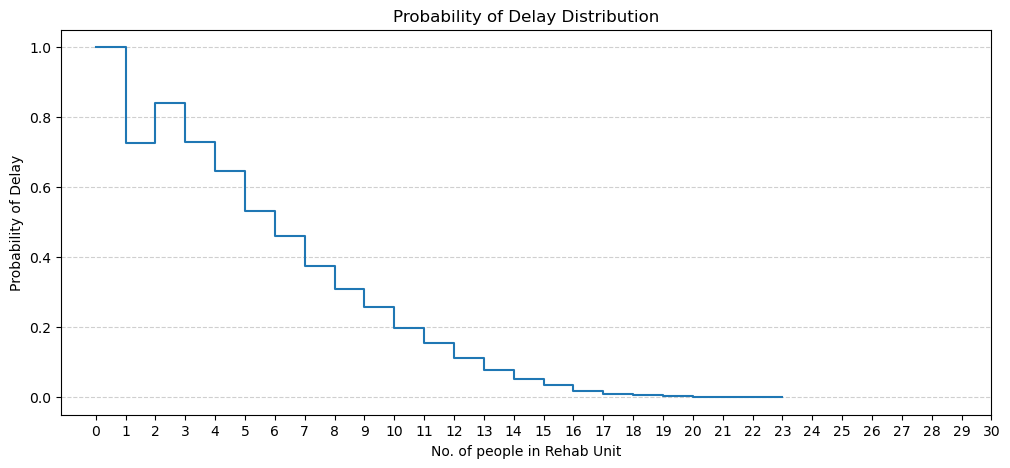 Probability of Delay Distribution
Probability of Delay
1.0
0.8
0.6
0.4
0.2
0.0
0 1 2 3 4 5 6 7 8 9 10 11 12 13 14 15 16 17 18 19 20 21 22 23 24 25 26 27 28 29 30
No. of people in Rehab Unit